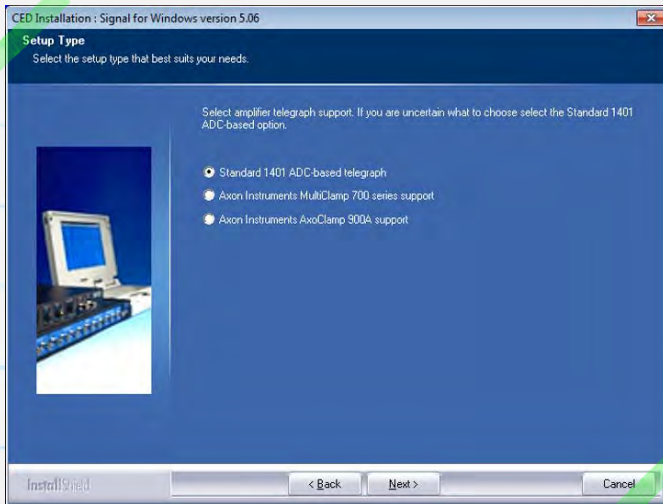 CED Installation : Signal for Windows version 5.06
Setup Type
Select the setup type that best suits your needs.
Select amplifier telegraph support. If you are uncertain what to choose select the Standard 1401
ADC-based option.
Standard 1401 ADC-based telegraph
Axon Instruments MultiClamp 700 series support
Axon Instruments AxoClamp 900A support
InstallShield
< Back
Next >
Cancel